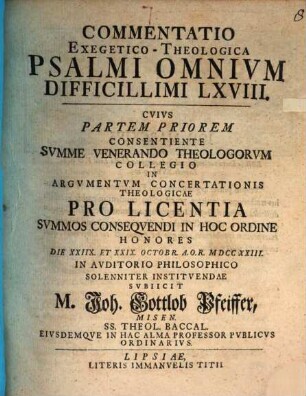 8
COMMENTATIO
EXEGETICO-THEOLOGICA
PSALMI OMNIVM
DIFFICILLIMI LXVIII.
CVIVS
PARTEM PRIOREM
CONSENTIENTE
SVMME VENERANDO THEOLOGORVM
COLLEGIO
IN
ARGVMENTVM CONCERTATIONIS
THEOLOGICAE
PRO LICENTIA
SVMMOS CONSEQVENDI IN HOC ORDINE
HONORES
DIE XXIIX. ET XXIX. OCTOBR. A.O.R. MDCCXXIII.
IN AVDITORIO PHILOSOPHICO
SOLENNITER INSTITVENDAE
SVBIICIT
M. Joh. Gottlob Pfeiffer,
MISEN.
SS. THEOL. BACCAL.
EIVSDEMQVE IN HAC ALMA PROFESSOR PVBLICVS
ORDINARIVS.
LIPSIAE,
LITERIS IMMANVELIS TITII